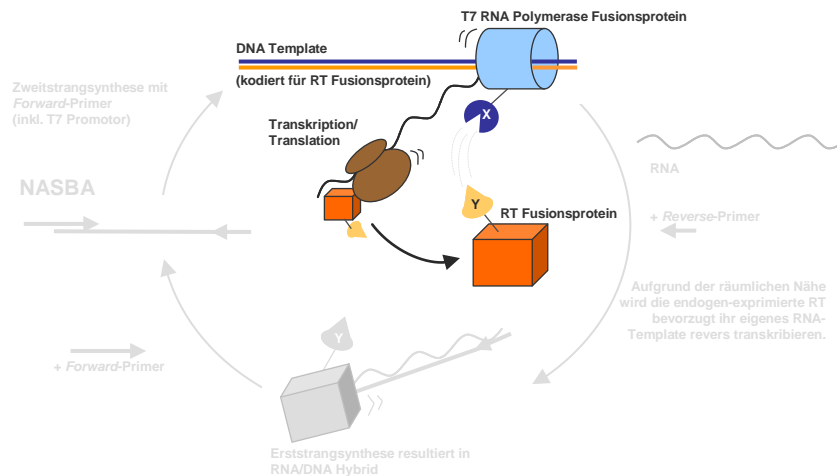 T7 RNA Polymerase Fusionsprotein
DNA Template
(kodiert für RT Fusionsprotein)
Zweitstrangsynthese mit
Forward-Primer
(inkl. T7 Promotor)
X
Transkription/
Translation
RNA
NASBA
Y
RT Fusionsprotein
+ Reverse-Primer
Aufgrund der räumlichen Nähe
wird die endogen-exprimierte RT
bevorzugt ihr eigenes RNA-
Template revers transkribieren.
Y
+ Forward-Primer
Erststrangsynthese resultiert in
RNA/DNA Hybrid